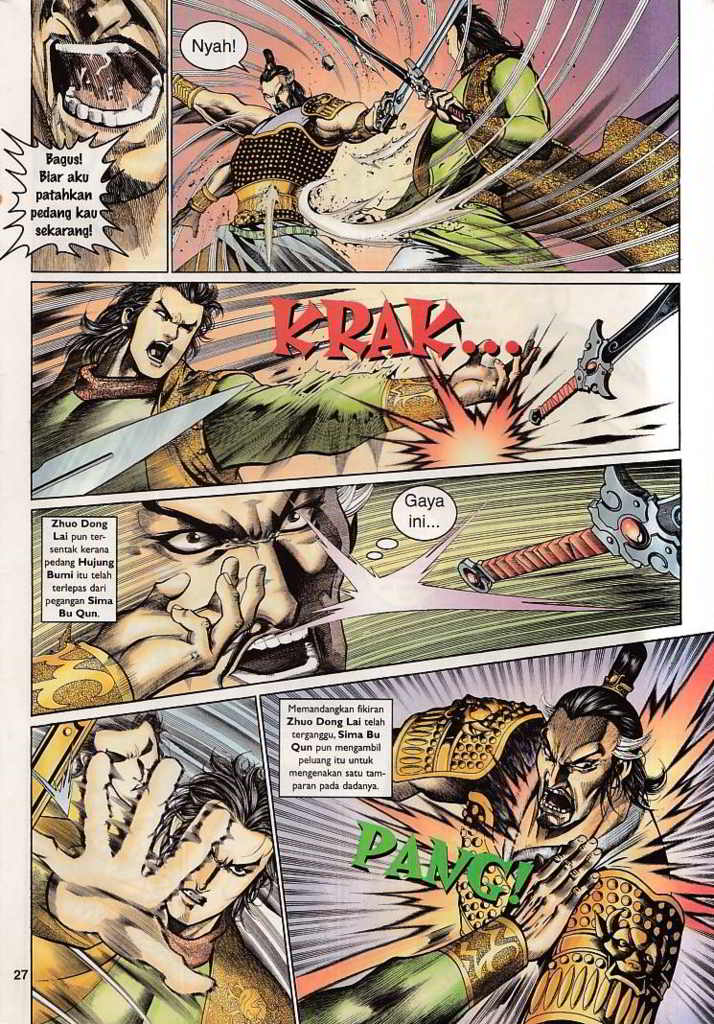 Bagus!
Biar aku
patahkan
pedang kau
sekarang!
Nyah!
KRAK...
Zhuo Dong
Lai pun ter-
sentak kerana
pedang Hujung
Bumi itu telah
terlepas dari
pegangan Sima
Bu Qun.
Gaya
ini...
Memandangkan fikiran
Zhuo Dong Lai telah
terganggu, Sima Bu
Qun pun mengambil
peluang itu untuk
mengenakan satu tam-
paran pada dadanya.
PANG!
27